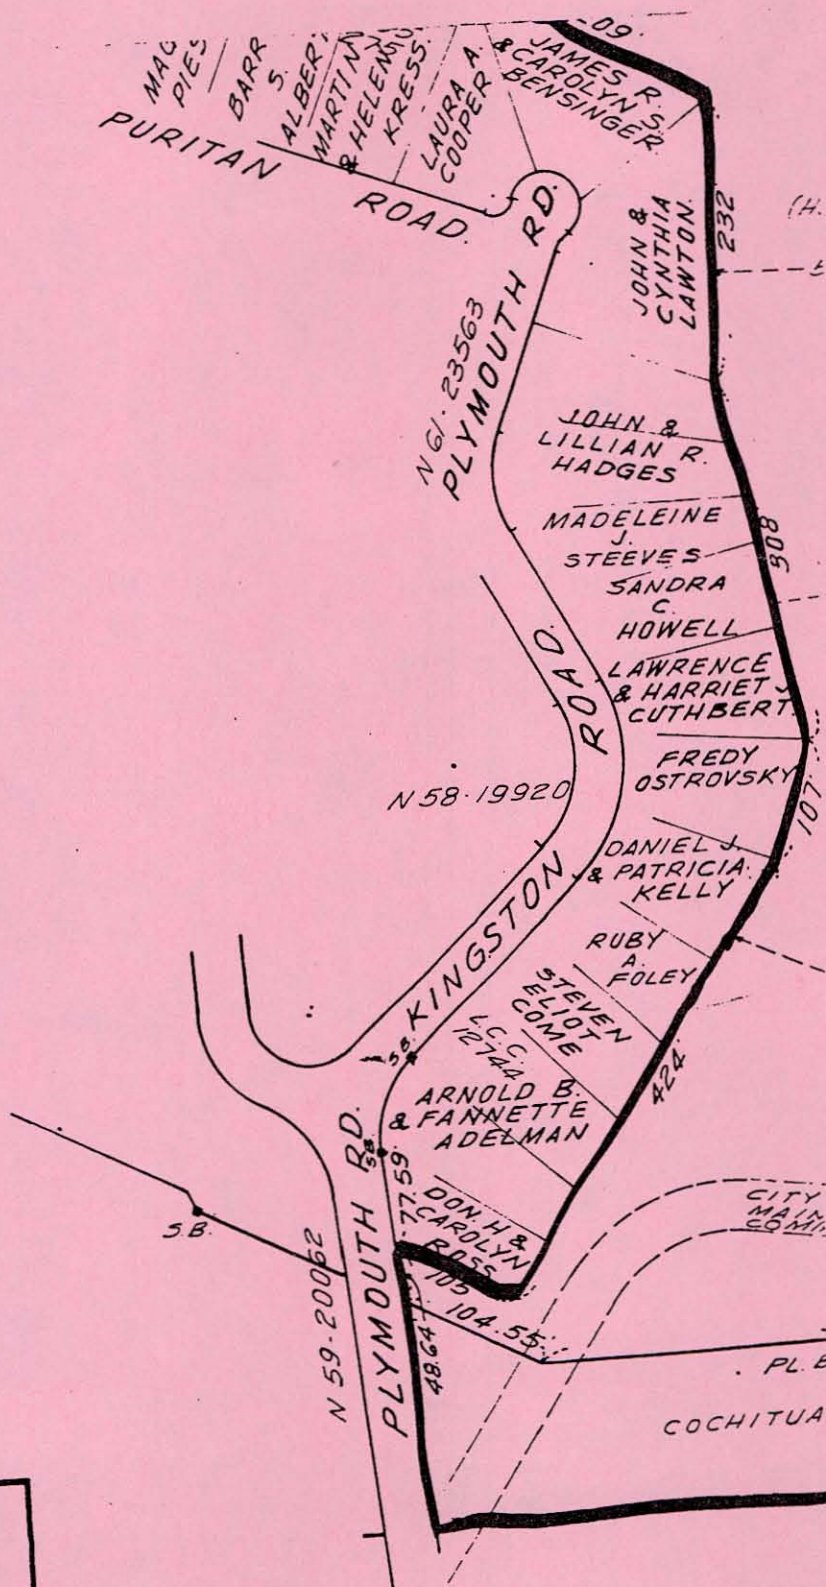 BARR
S.
ALBER
MARTIN
& HELEN
KRESS.
LAURA A.
COOPER
JAMES R.
& CAROLYN S.
BENSINGER
PURITAN
ROAD.
JOHN &
CYNTHIA
LAWTON.
232
(H.
N 61-23563
PLYMOUTH RD.
JOHN &
LILLIAN R.
HADGES
MADELEINE
J.
STEEVES
308
SANDRA
C.
HOWELL
LAWRENCE
& HARRIET J.
CUTHBERT
FREDY
OSTROVSKY
107
N 58-19920
DANIEL J.
& PATRICIA
KELLY
RUBY
A.
FOLEY
KINGSTON ROAD.
STEVEN
ELIOT
COME
L.C.C.
12744
424
S.B.
ARNOLD B.
& FANNETTE
ADELMAN
S.B.
77.59
DON. H &
CAROLYN
ROSS
S.B.
105
104.55
48.64
N 59-20062
PLYMOUTH RD.
CITY
MAIN
COMM
PL. B
COCHITUA